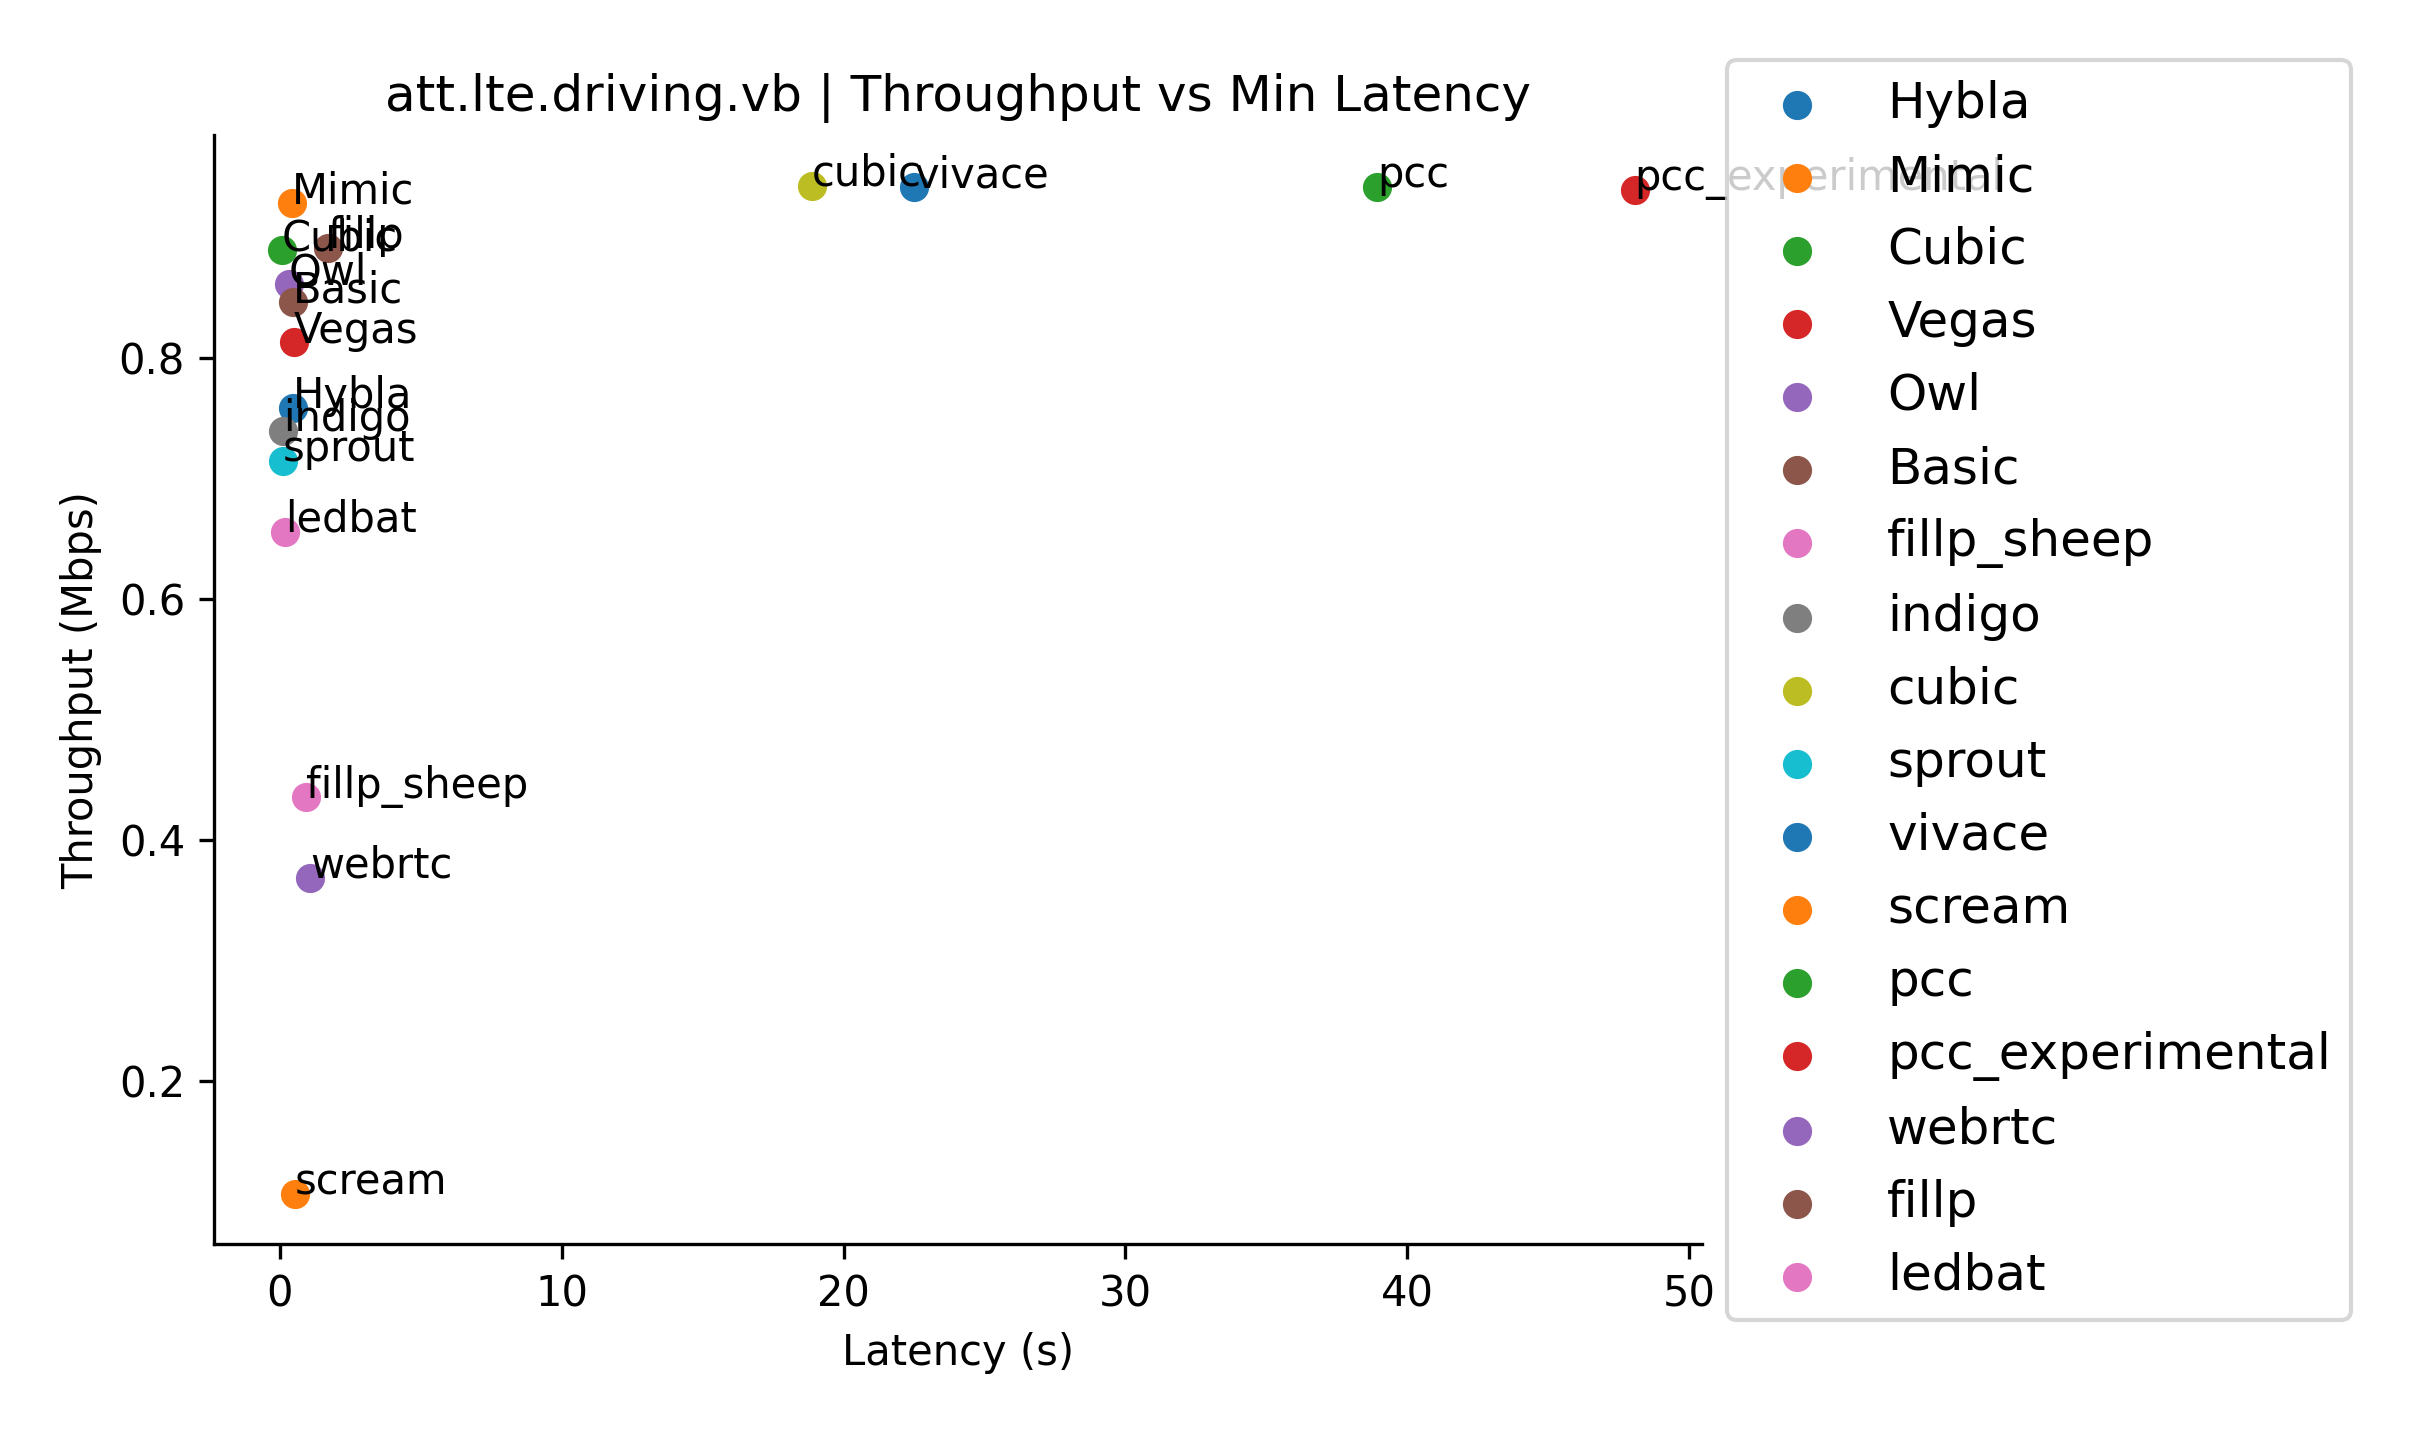 att.lte.driving.vb | Throughput vs Min Latency
Throughput (Mbps)
0.8
0.6
0.4
0.2
0
10
20
30
40
50
Latency (s)
Mimic
cubic
vivace
pcc
pcc_experimental
Cubic
fillp
Owl
Basic
Vegas
Hybla
indigo
sprout
ledbat
fillp_sheep
webrtc
scream
Hybla
Mimic
Cubic
Vegas
Owl
Basic
fillp_sheep
indigo
cubic
sprout
vivace
scream
pcc
pcc_experimental
webrtc
fillp
ledbat